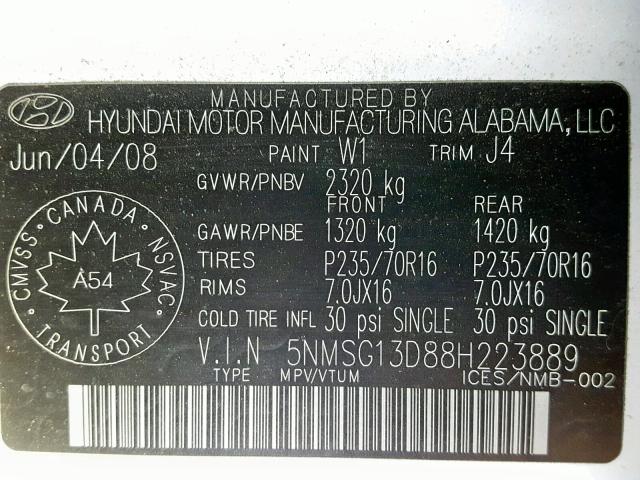 MANUFACTURED BY
HYUNDAI MOTOR MANUFACTURING ALABAMA, LLC
Jun/04/08 PAINT W1 TRIM J4
GVWR/PNBV 2320 kg
FRONT REAR
GAWR/PNBE 1320 kg 1420 kg
TIRES P235/70R16 P235/70R16
RIMS 7.0JX16 7.0JX16
COLD TIRE INFL 30 psi SINGLE 30 psi SINGLE
V.I.N 5NMSG13D88H223889
TYPE MPV/VTUM ICES/NMB-002
CMVSS • CANADA • NSVAC
A54
TRANSPORT